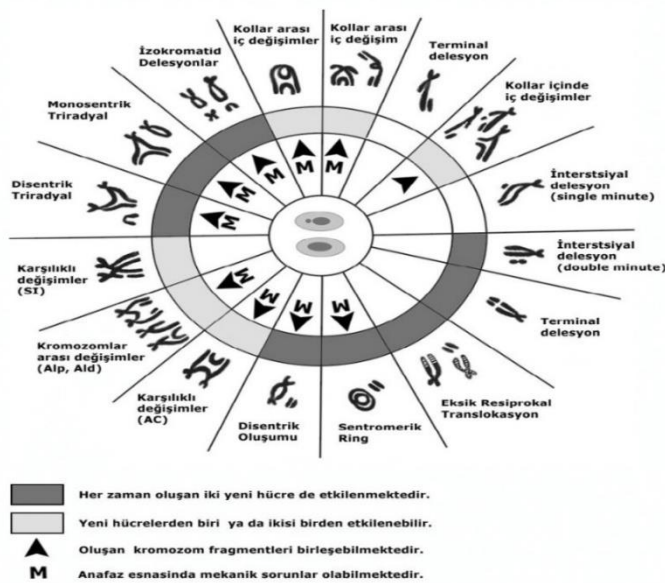 Kollar arası
iç değişimler
Kollar arası
iç değişim
Terminal
delesyon
Kollar içinde
iç değişimler
İnterstsiyal
delesyon
(single minute)
İnterstsiyal
delesyon
(double minute)
Terminal
delesyon
Eksik Resiprokal
Translokasyon
Sentromerik
Ring
Disentrik
Oluşumu
Karşılıklı
değişimler
(AC)
Kromozomlar
arası değişimler
(Alp, Ald)
Karşılıklı
değişimler
(SI)
Disentrik
Triradyal
Monosentrik
Triradyal
İzokromatid
Delesyonlar
M
M
M
M
M
M
M
M
M
Her zaman oluşan iki yeni hücre de etkilenmektedir.
Yeni hücrelerden biri ya da ikisi birden etkilenebilir.
Oluşan kromozom fragmentleri birleşebilmektedir.
M Anafaz esnasinda mekanik sorunlar olabilmektedir.